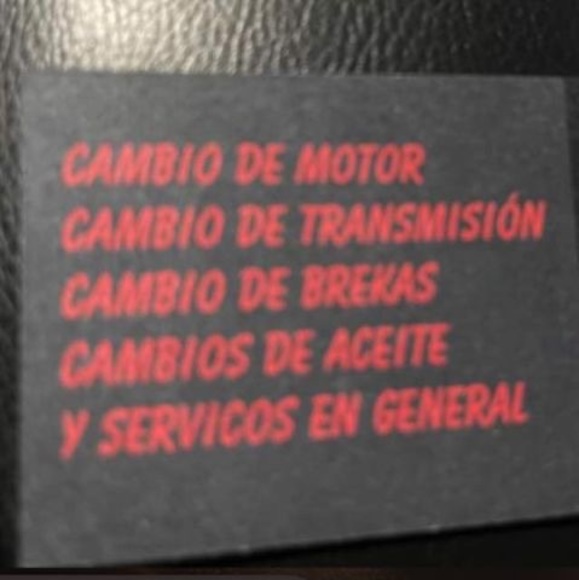 CAMBIO DE MOTOR
CAMBIO DE TRANSMISIÓN
CAMBIO DE BREKAS
CAMBIOS DE ACEITE
Y SERVICOS EN GENERAL